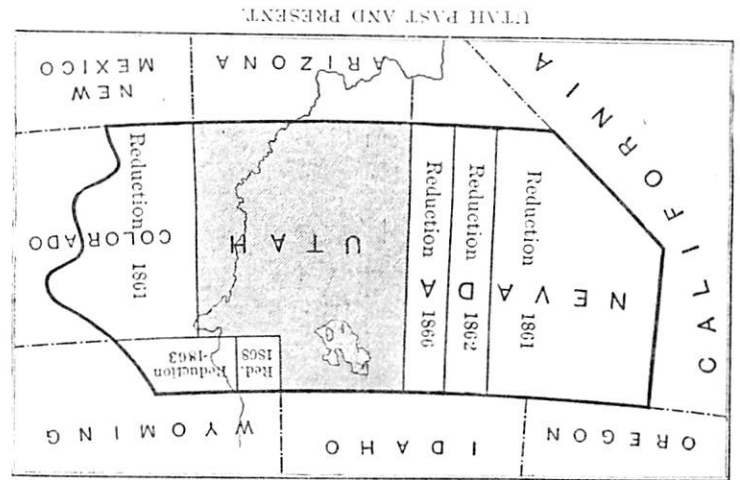 OREGON
IDAHO
WYOMING
CALIFORNIA
NEVADA
Reduction 1861
Reduction 1862
Reduction 1866
UTAH
Red. 1868
Reduction 1863
COLORADO
Reduction 1861
ARIZONA
NEW
MEXICO
UTAH PAST AND PRESENT.